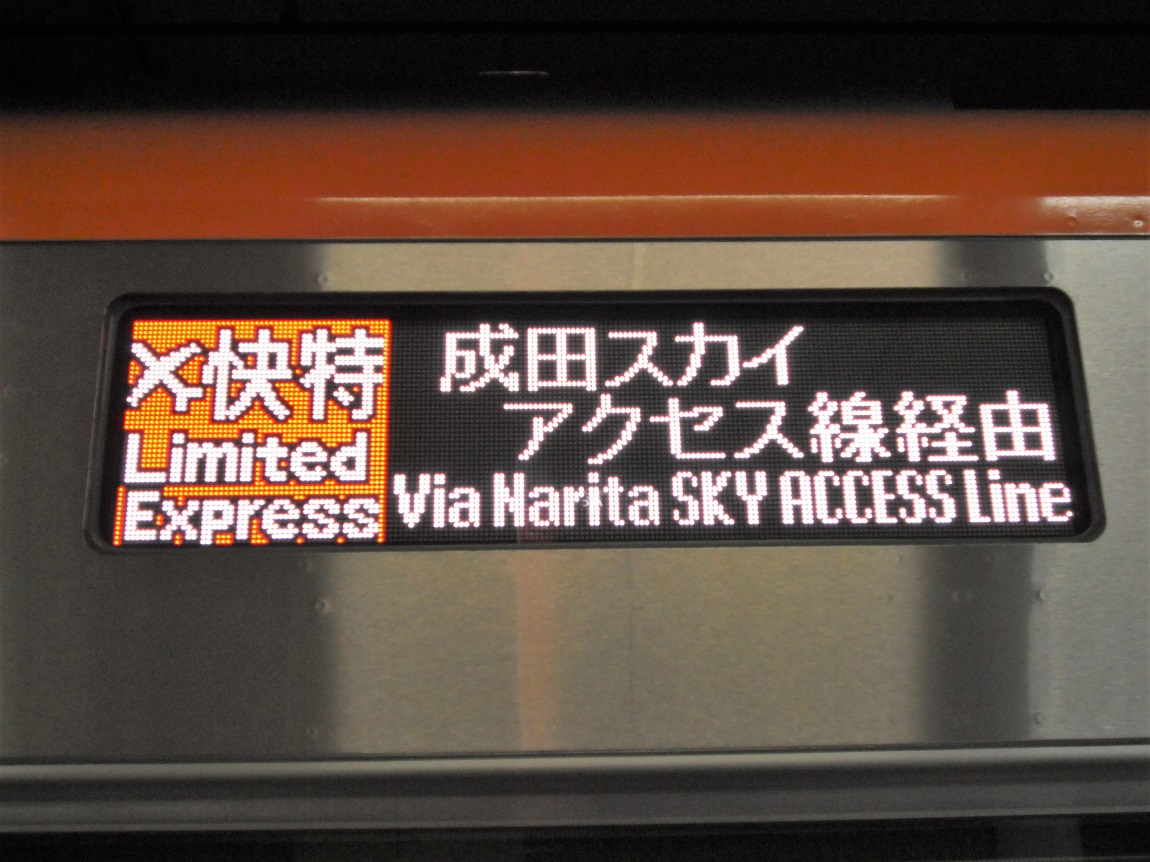 快特
Limited
Express
成田スカイ
アクセス線経由
Via Narita SKY ACCESS Line